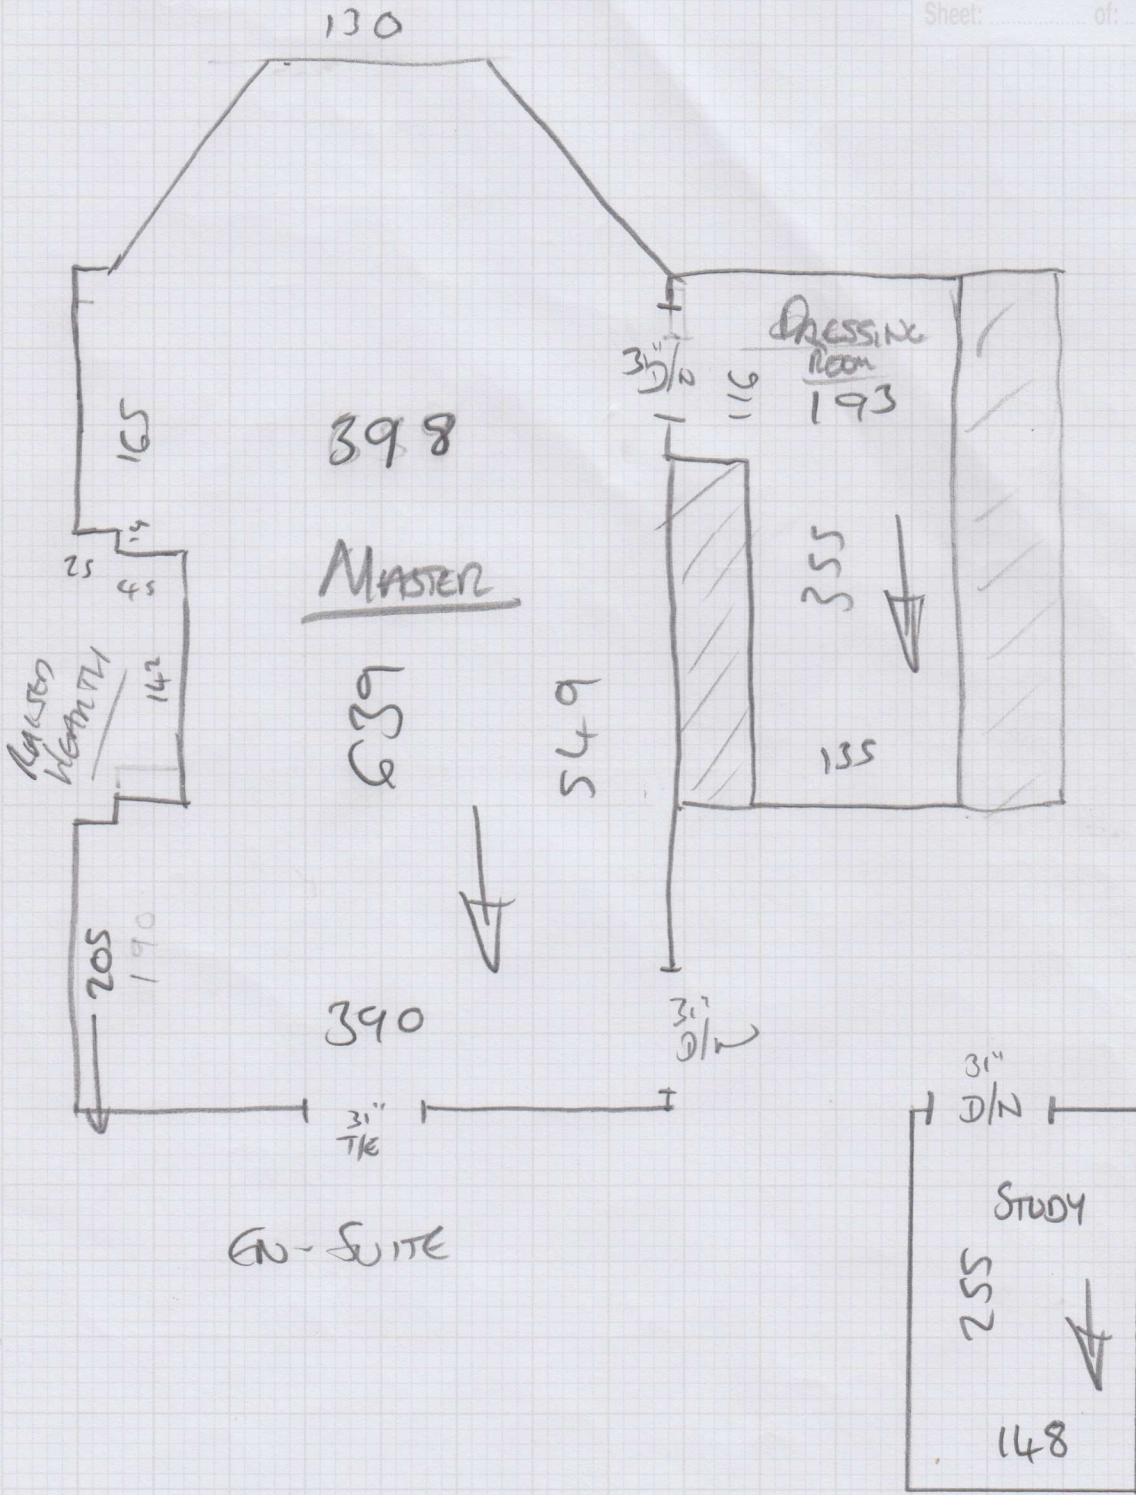 Sheet: of:
130
31"
D/N
116
DRESSING
ROOM
193
165
398
15
25
45
MASTER
355
RAISED
HEARTH
142
639
549
135
205
190
390
31"
D/N
31"
T/E
31"
D/N
STUDY
EN-SUITE
255
148